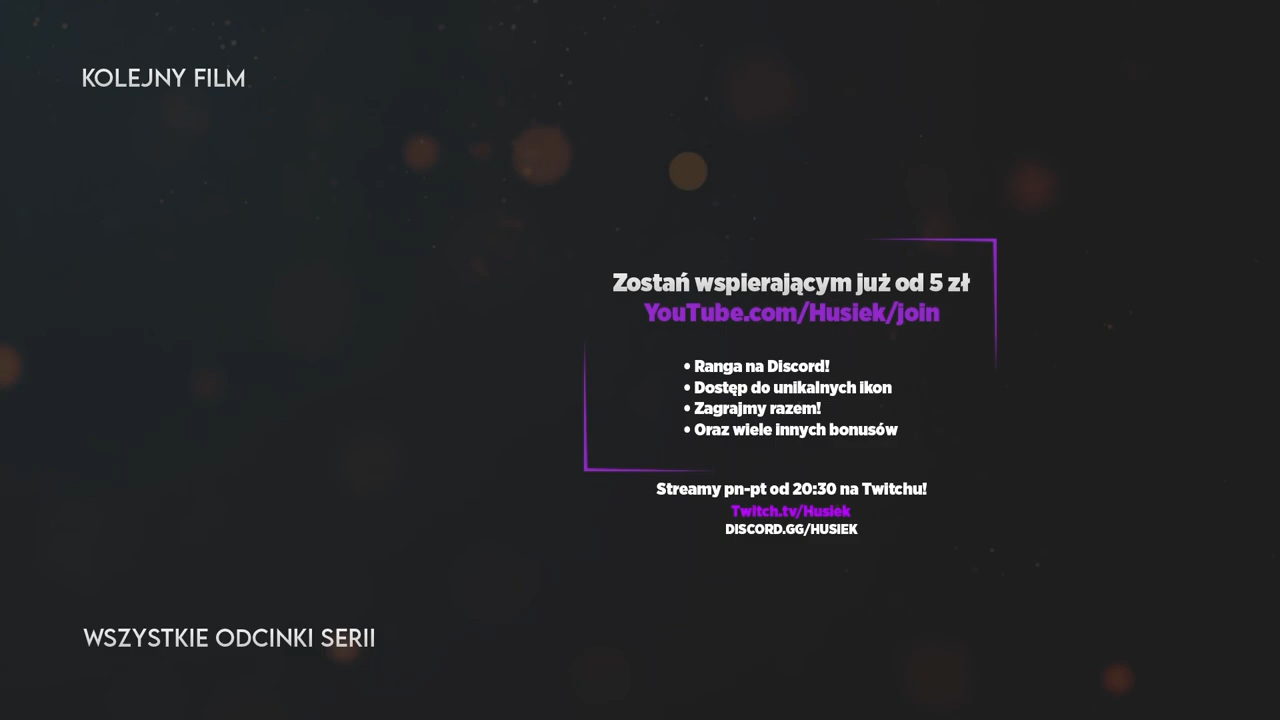 KOLEJNY FILM
Zostań wspierającym już od 5 zł
YouTube.com/Husiek/join
• Ranga na Discord!
• Dostęp do unikalnych ikon
• Zagrajmy razem!
• Oraz wiele innych bonusów
Streamy pn-pt od 20:30 na Twitchu!
Twitch.tv/Husiek
DISCORD.GG/HUSIEK
WSZYSTKIE ODCINKI SERII